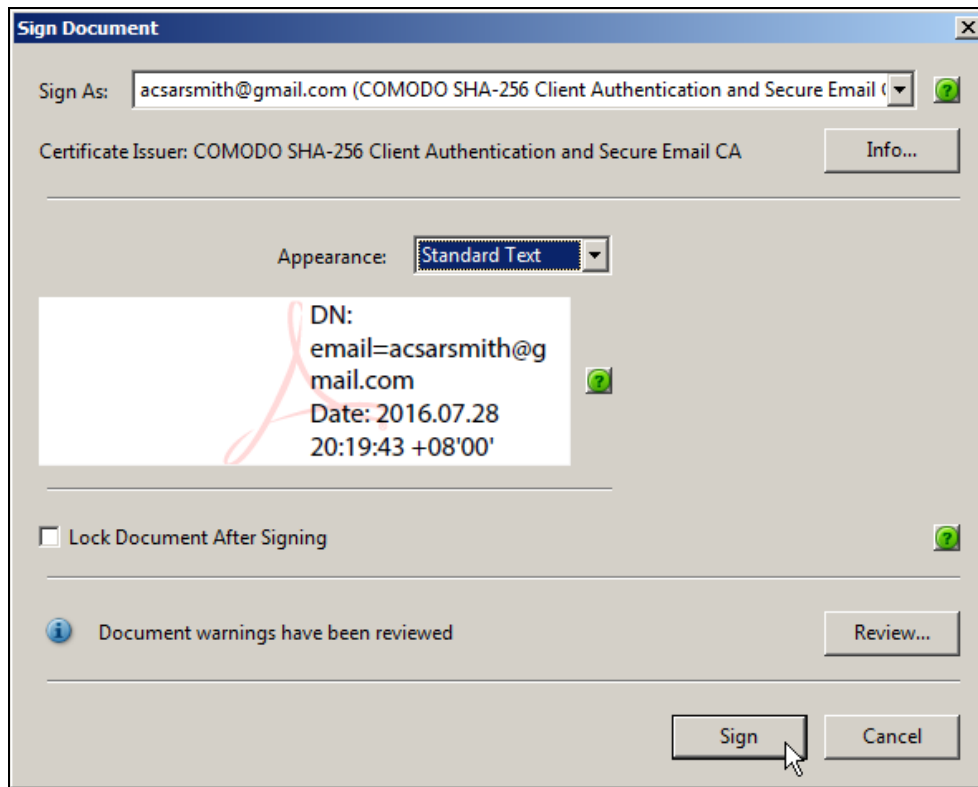 Sign Document
Sign As: acsarsmith@gmail.com (COMODO SHA-256 Client Authentication and Secure Email (
Certificate Issuer: COMODO SHA-256 Client Authentication and Secure Email CA Info...
Appearance: Standard Text
DN:
email=acsarsmith@g
mail.com
Date: 2016.07.28
20:19:43 +08'00'
Lock Document After Signing
Document warnings have been reviewed Review...
Sign Cancel